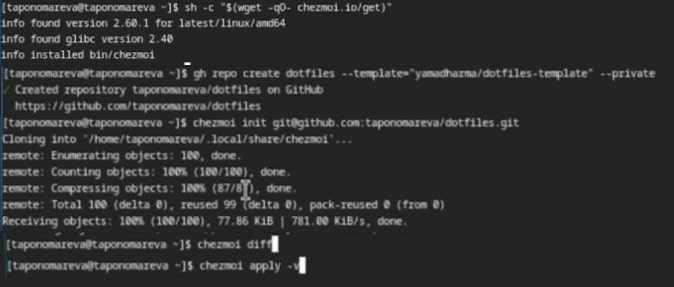 [taponomareva@taponomareva ~]$ sh -c "$(wget -qO- chezmoi.io/get)"
info found version 2.60.1 for latest/linux/amd64
info found glibc version 2.40
info installed bin/chezmoi
[taponomareva@taponomareva ~]$ gh repo create dotfiles --template="yamadharma/dotfiles-template" --private
✓ Created repository taponomareva/dotfiles on GitHub
https://github.com/taponomareva/dotfiles
[taponomareva@taponomareva ~]$ chezmoi init git@github.com:taponomareva/dotfiles.git
Cloning into '/home/taponomareva/.local/share/chezmoi'...
remote: Enumerating objects: 100, done.
remote: Counting objects: 100% (100/100), done.
remote: Compressing objects: 100% done.
remote: Total 100 (delta 0), reused 99 (delta 0), pack-reused 0 (from 0)
Receiving objects: 100% (100/100), 77.86 KiB | 781.00 KiB/s, done.
[taponomareva@taponomareva ~]$ chezmoi diff
[taponomareva@taponomareva ~]$ chezmoi apply -v